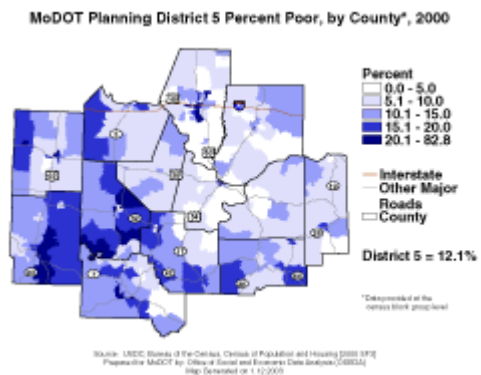 MoDOT Planning District 5 Percent Poor, by County*, 2000
Percent
0.0 - 5.0
5.1 - 10.0
10.1 - 15.0
15.1 - 20.0
20.1 - 82.8
Interstate
Other Major
Roads
County
District 5 = 12.1%
*Data provided at the
census block group level
Source: USDC, Bureau of the Census, Census of Population and Housing [2000 SF3]
Prepared for MoDOT by: Office of Social and Economic Data Analysis [OSEDA]
Map Generated on 1.12.2003